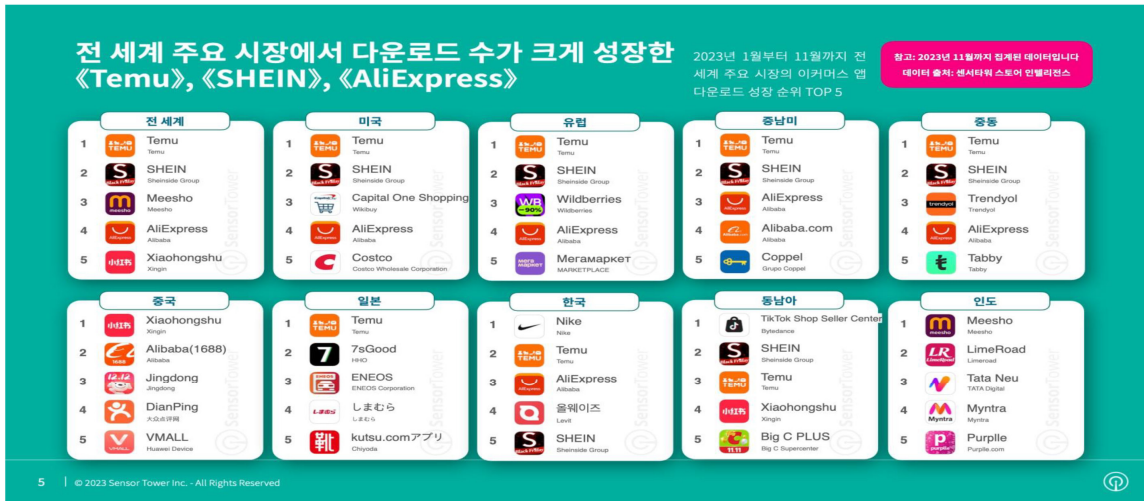 전 세계 주요 시장에서 다운로드 수가 크게 성장한
《Temu》, 《SHEIN》, 《AliExpress》
2023년 1월부터 11월까지 전
세계 주요 시장의 이커머스 앱
다운로드 성장 순위 TOP 5
참고: 2023년 11월까지 집계된 데이터입니다
데이터 출처: 센서타워 스토어 인텔리전스
전 세계
1 Temu
Temu
2 SHEIN
Sheinside Group
3 Meesho
Meesho
4 AliExpress
Alibaba
5 Xiaohongshu
Xingin
미국
1 Temu
Temu
2 SHEIN
Sheinside Group
3 Capital One Shopping
Wikibuy
4 AliExpress
Alibaba
5 Costco
Costco Wholesale Corporation
유럽
1 Temu
Temu
2 SHEIN
Sheinside Group
3 Wildberries
Wildberries
4 AliExpress
Alibaba
5 Мегамаркет
MARKETPLACE
중남미
1 Temu
Temu
2 SHEIN
Sheinside Group
3 AliExpress
Alibaba
4 Alibaba.com
Alibaba
5 Coppel
Grupo Coppel
중동
1 Temu
Temu
2 SHEIN
Sheinside Group
3 Trendyol
Trendyol
4 AliExpress
Alibaba
5 Tabby
Tabby
중국
1 Xiaohongshu
Xingin
2 Alibaba(1688)
Alibaba
3 Jingdong
Jingdong
4 DianPing
大众点评网
5 VMALL
Huawei Device
일본
1 Temu
Temu
2 7sGood
HHO
3 ENEOS
ENEOS Corporation
4 しまむら
しまむら
5 kutsu.comアプリ
Chiyoda
한국
1 Nike
Nike
2 Temu
Temu
3 AliExpress
Alibaba
4 올웨이즈
Levit
5 SHEIN
Sheinside Group
동남아
1 TikTok Shop Seller Center
Bytedance
2 SHEIN
Sheinside Group
3 Temu
Temu
4 Xiaohongshu
Xingin
5 Big C PLUS
Big C Supercenter
인도
1 Meesho
Meesho
2 LimeRoad
Limeroad
3 Tata Neu
TATA Digital
4 Myntra
Myntra
5 Purplle
Purplle.com
5 | © 2023 Sensor Tower Inc. - All Rights Reserved